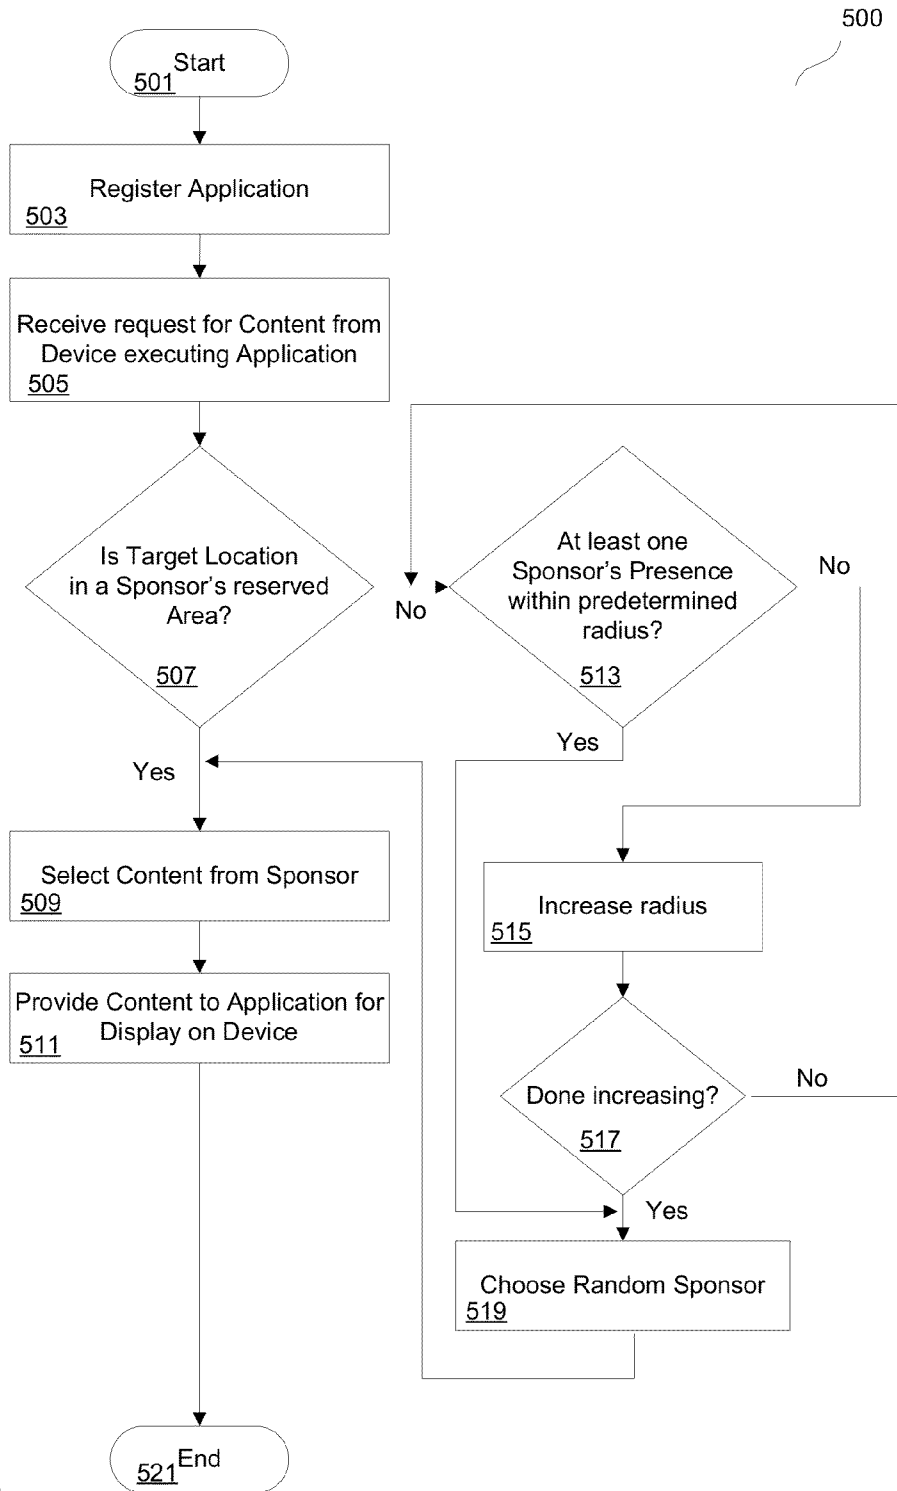 500
Start
501
Register Application
503
Receive request for Content from
Device executing Application
505
Is Target Location
in a Sponsor's reserved
Area?
507
No
At least one
Sponsor's Presence
within predetermined
radius?
513
No
Yes
Yes
Select Content from Sponsor
509
Increase radius
515
Provide Content to Application for
Display on Device
511
Done increasing?
517
No
Yes
Choose Random Sponsor
519
End
521